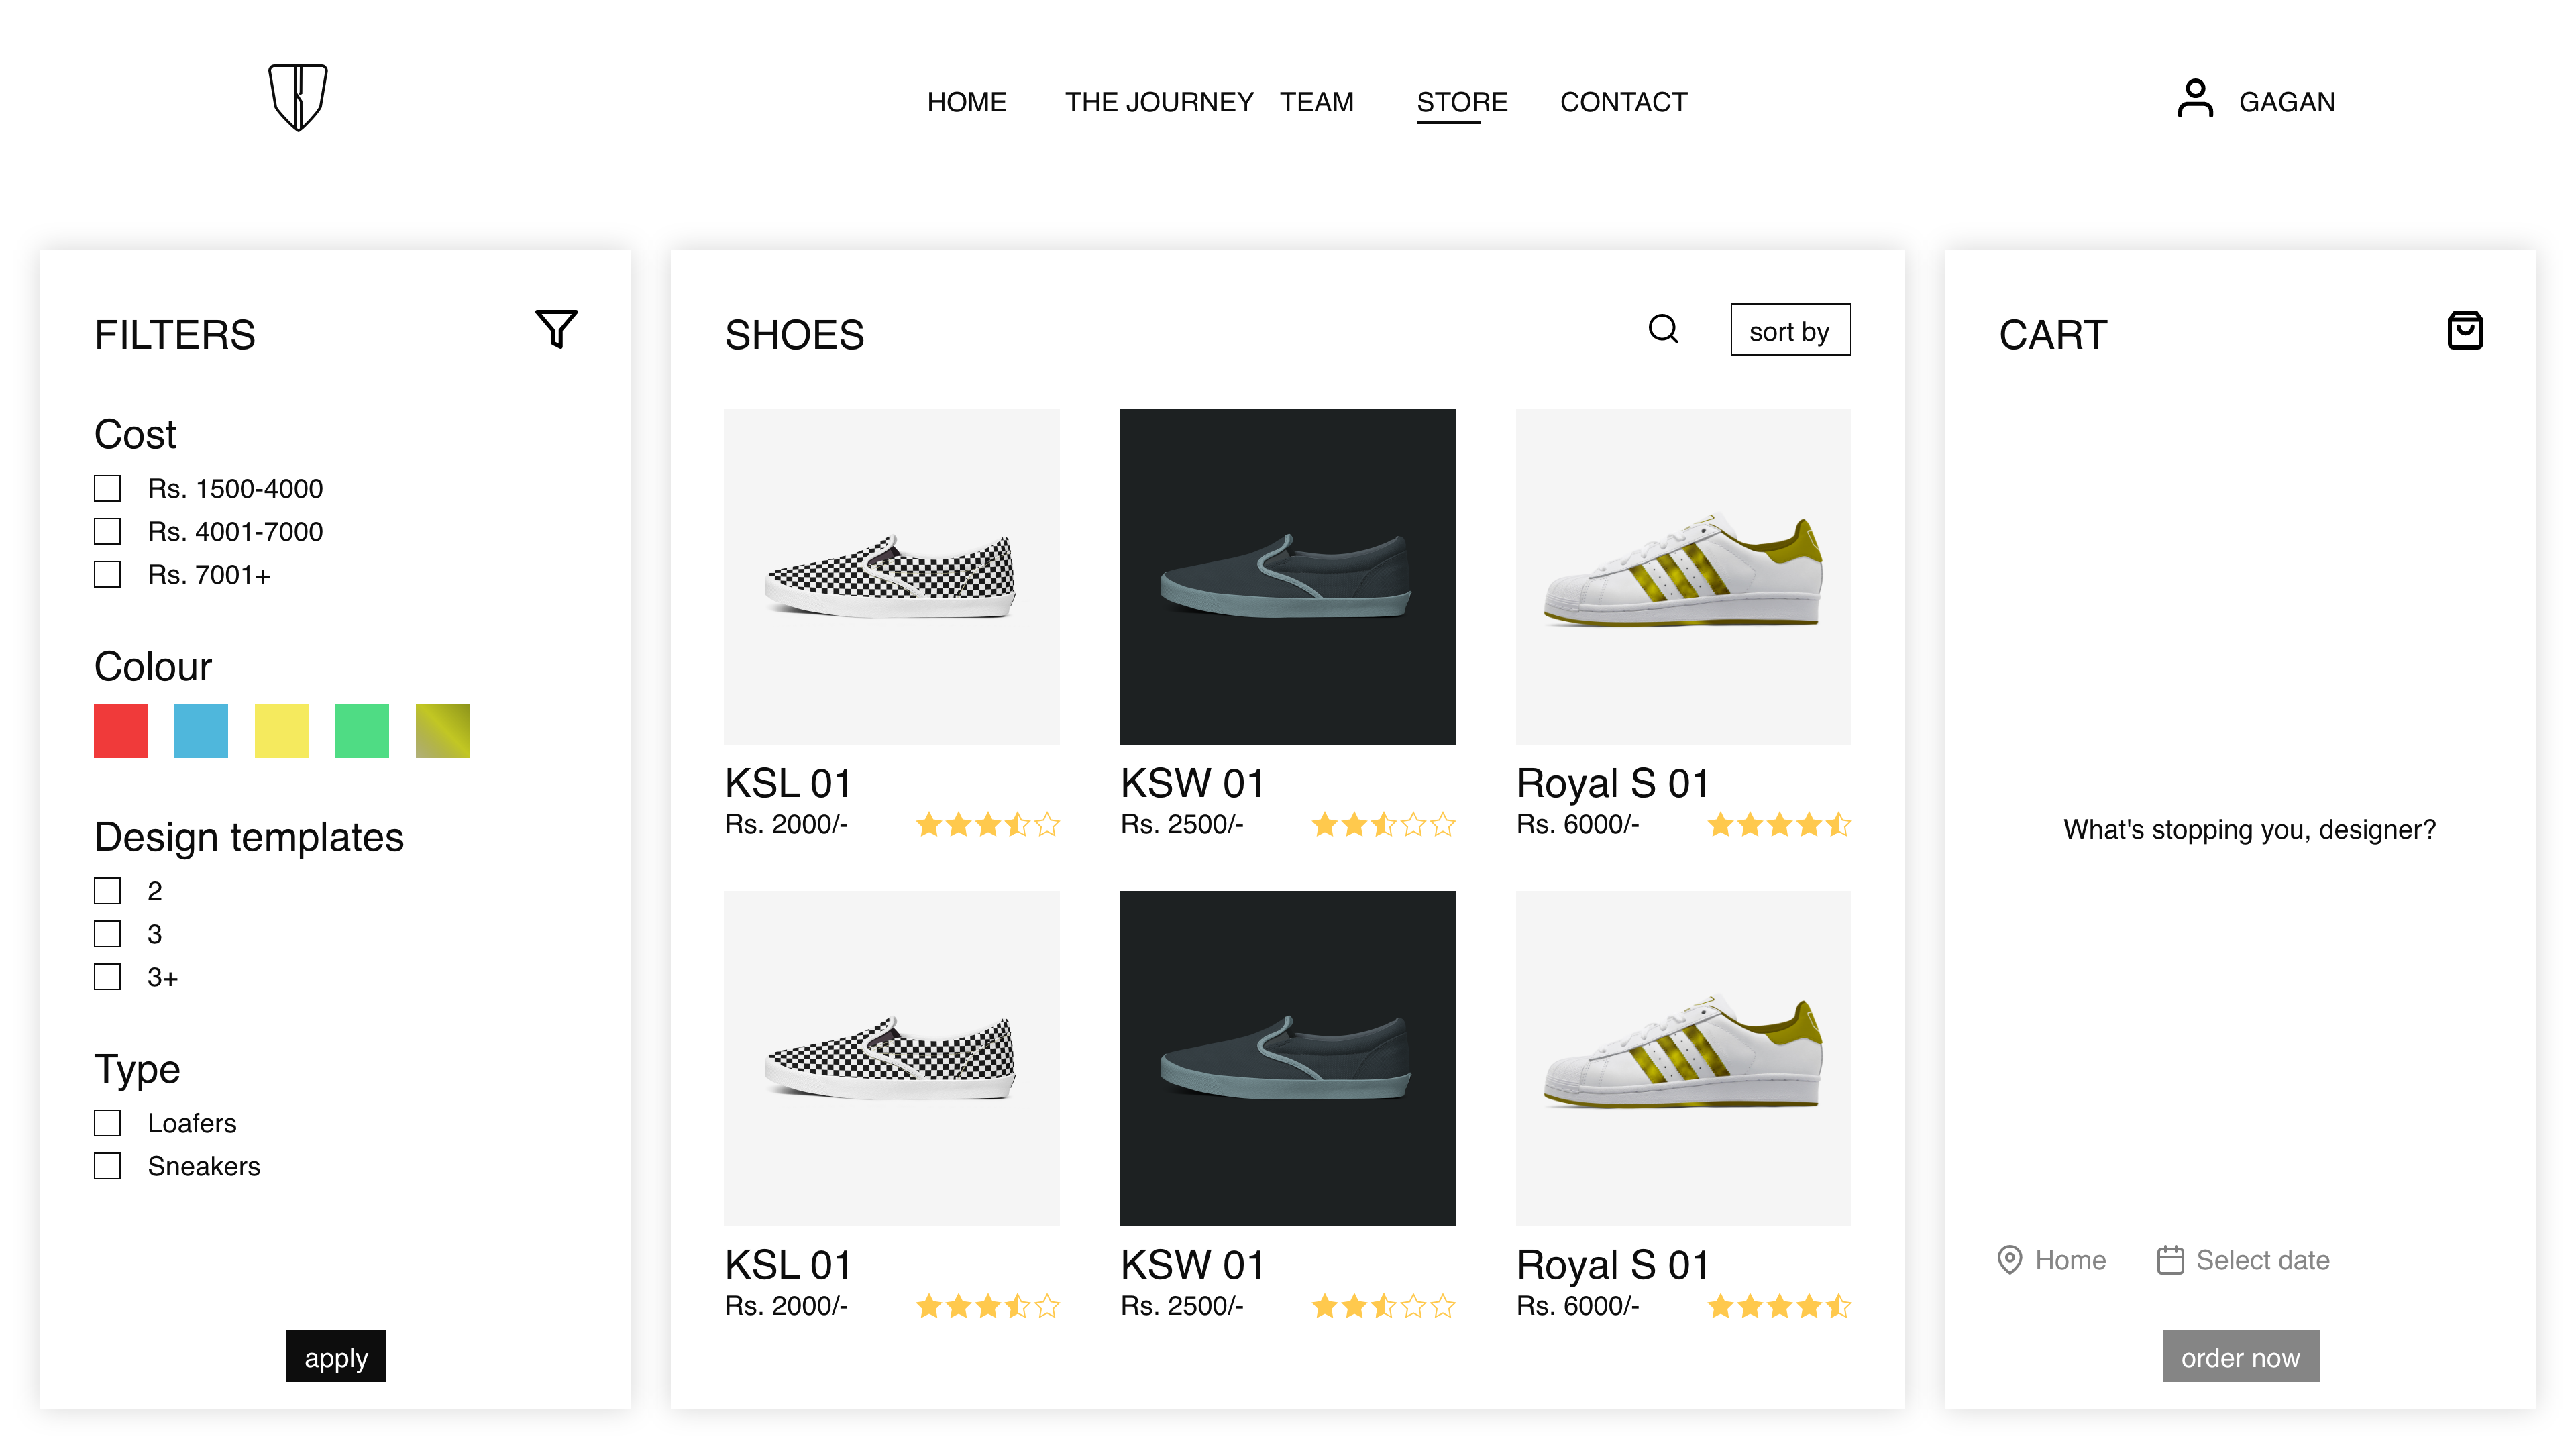 HOME THE JOURNEY TEAM STORE CONTACT GAGAN
FILTERS
Cost
Rs. 1500-4000
Rs. 4001-7000
Rs. 7001+
Colour
Design templates
2
3
3+
Type
Loafers
Sneakers
apply
SHOES
sort by
KSL 01
Rs. 2000/-
KSW 01
Rs. 2500/-
Royal S 01
Rs. 6000/-
KSL 01
Rs. 2000/-
KSW 01
Rs. 2500/-
Royal S 01
Rs. 6000/-
CART
What's stopping you, designer?
Home Select date
order now